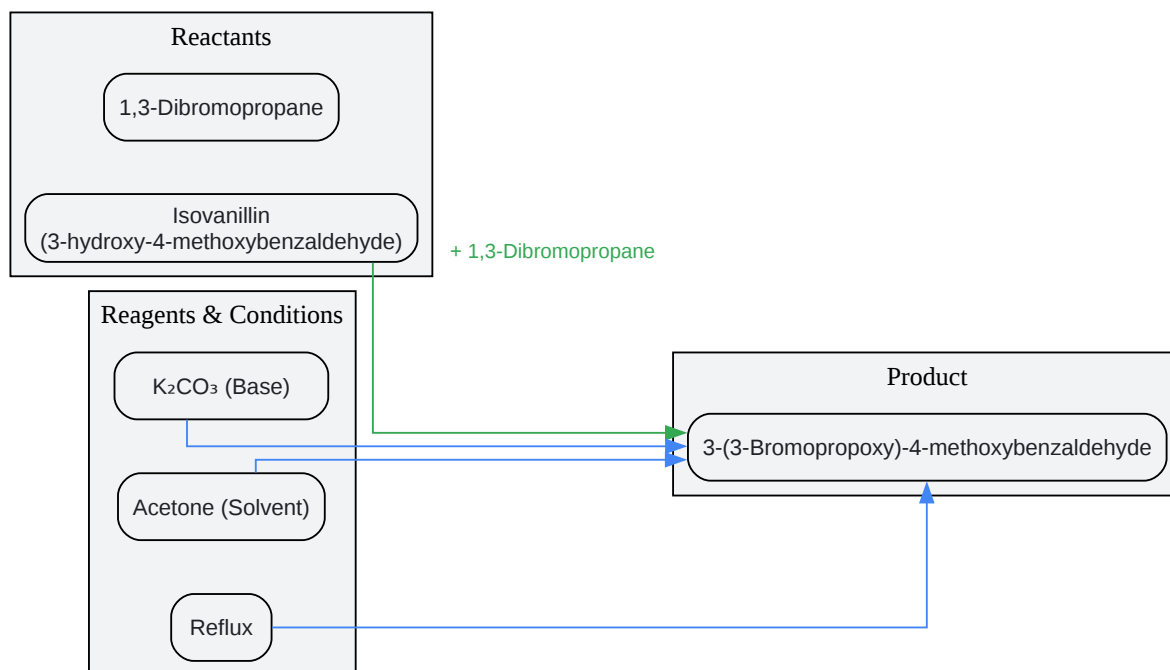 Reactants
1,3-Dibromopropane
Isovanillin
(3-hydroxy-4-methoxybenzaldehyde)
+ 1,3-Dibromopropane
Reagents & Conditions
K₂CO₃ (Base)
Acetone (Solvent)
Reflux
Product
3-(3-Bromopropoxy)-4-methoxybenzaldehyde